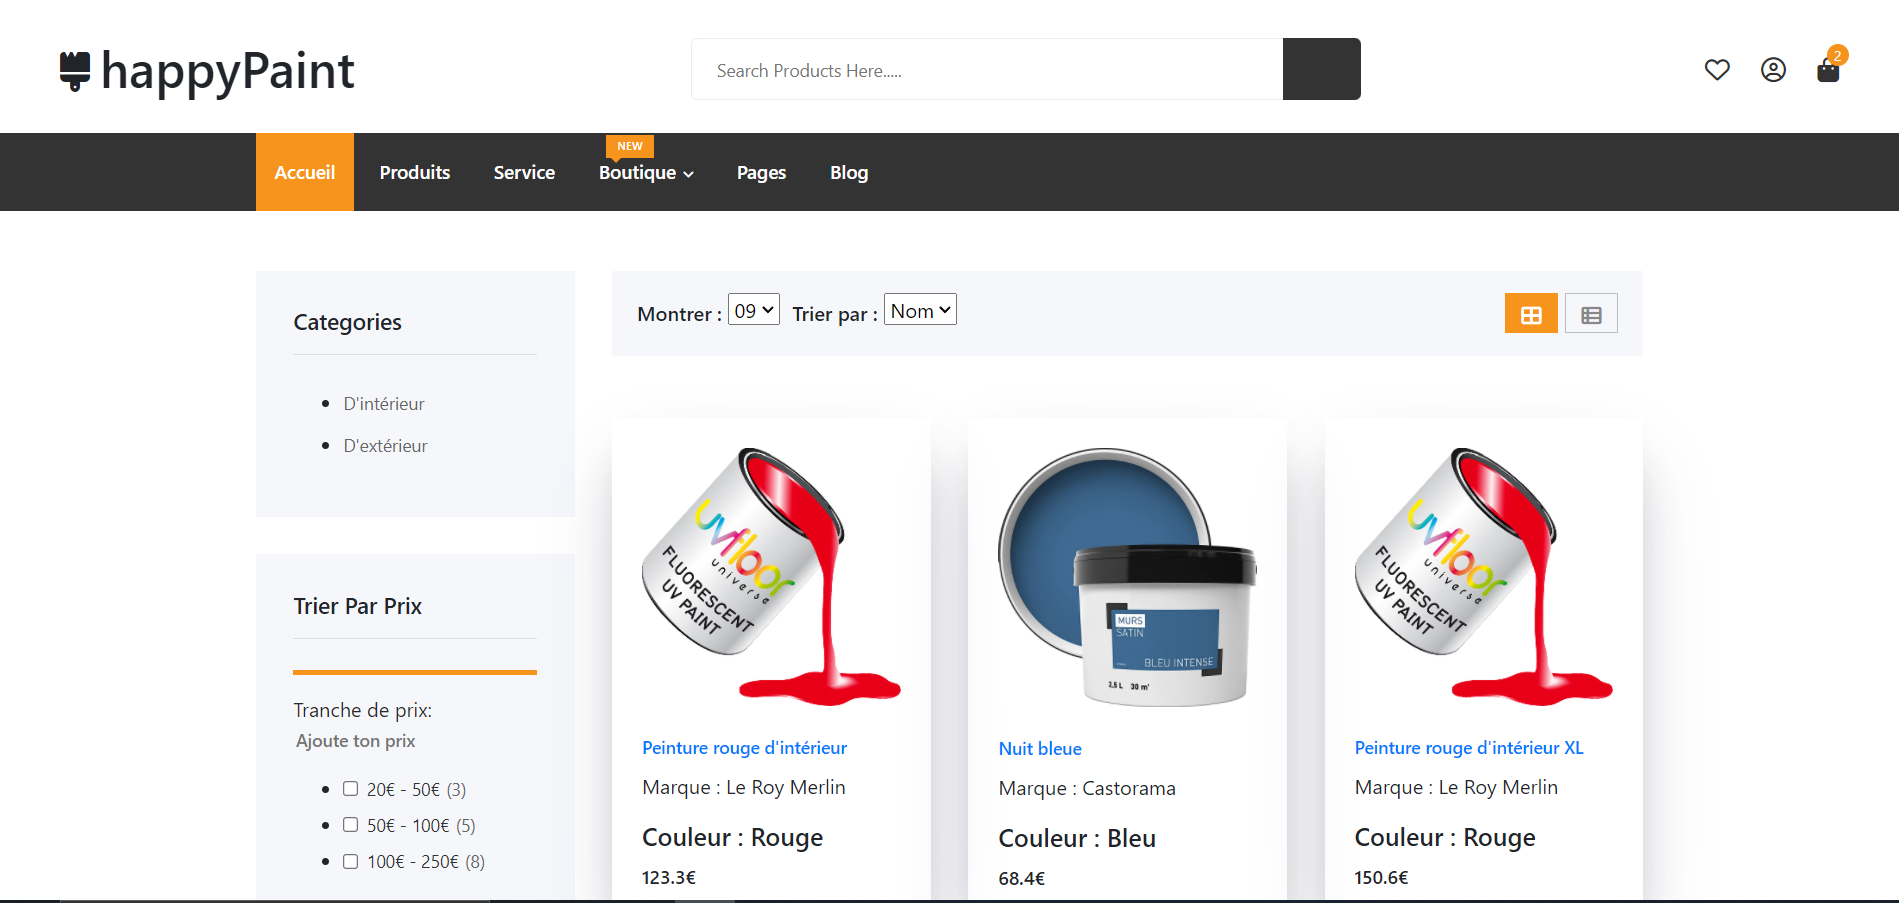 happyPaint
Search Products Here.....
2
Accueil
Produits
Service
NEW
Boutique
Pages
Blog
Categories
D'intérieur
D'extérieur
Trier Par Prix
Tranche de prix:
Ajoute ton prix
20€ - 50€ (3)
50€ - 100€ (5)
100€ - 250€ (8)
Montrer : 09 Trier par : Nom
uvfloor
universe
FLUORESCENT
UV PAINT
Peinture rouge d'intérieur
Marque : Le Roy Merlin
Couleur : Rouge
123.3€
MURS
SATIN
BLEU INTENSE
2,5 L 30 m²
Nuit bleue
Marque : Castorama
Couleur : Bleu
68.4€
uvfloor
universe
FLUORESCENT
UV PAINT
Peinture rouge d'intérieur XL
Marque : Le Roy Merlin
Couleur : Rouge
150.6€